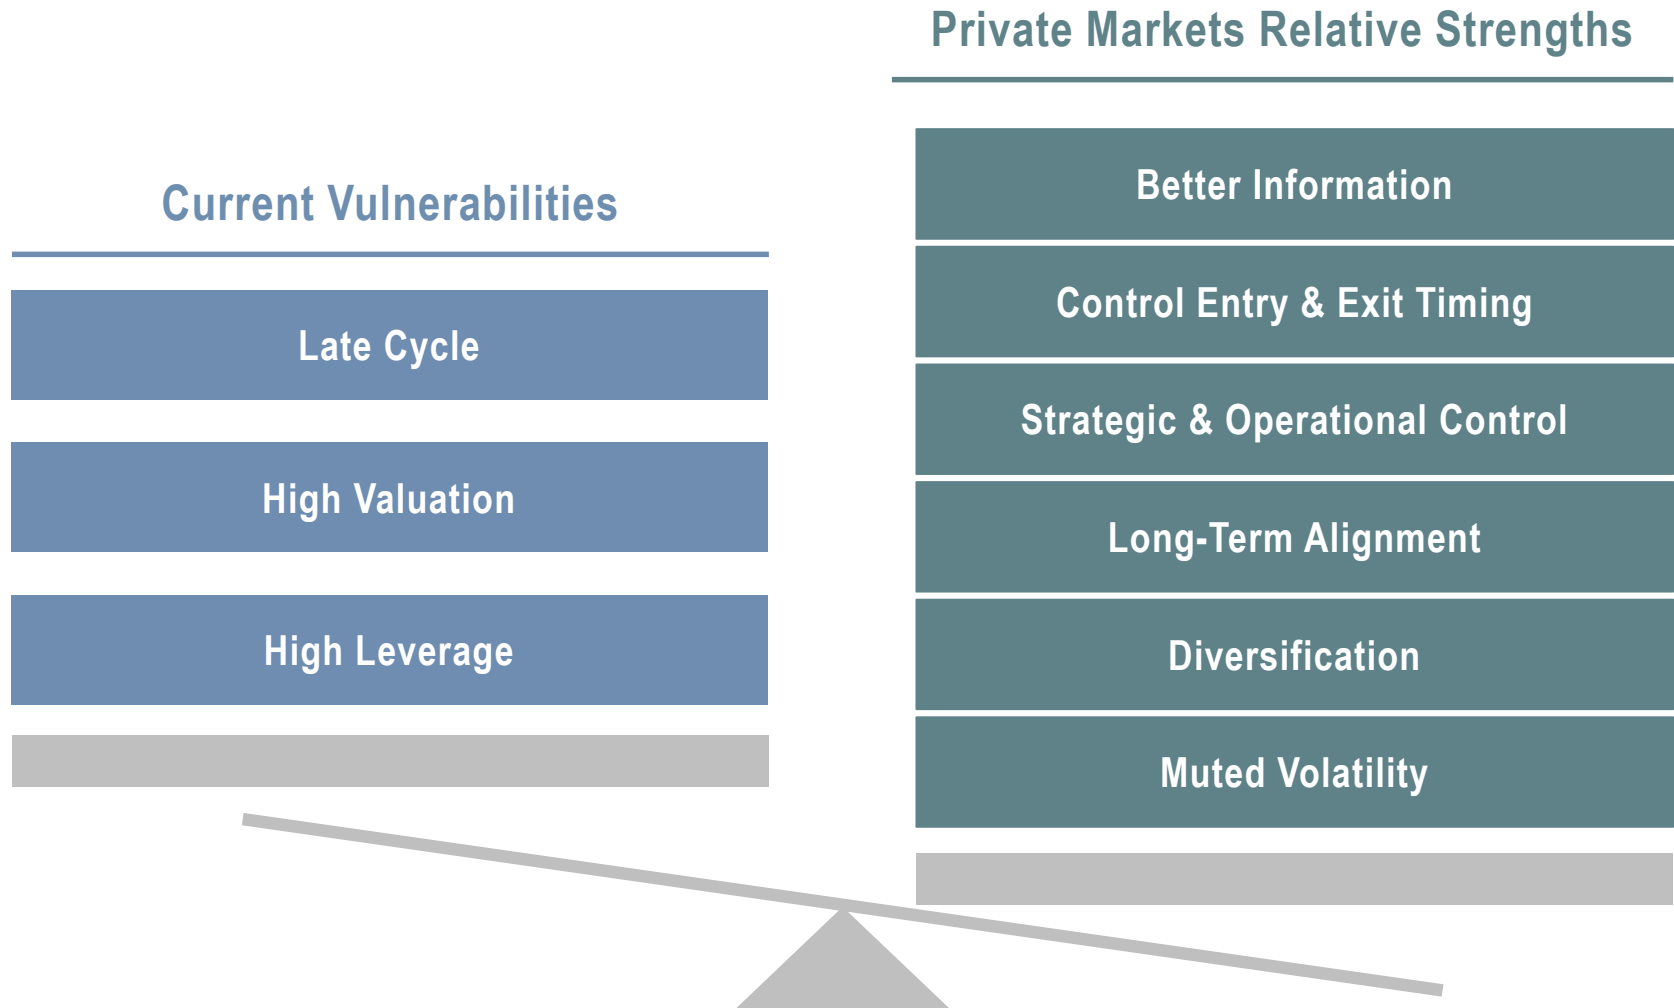 Current Vulnerabilities
Late Cycle
High Valuation
High Leverage
Private Markets Relative Strengths
Better Information
Control Entry & Exit Timing
Strategic & Operational Control
Long-Term Alignment
Diversification
Muted Volatility